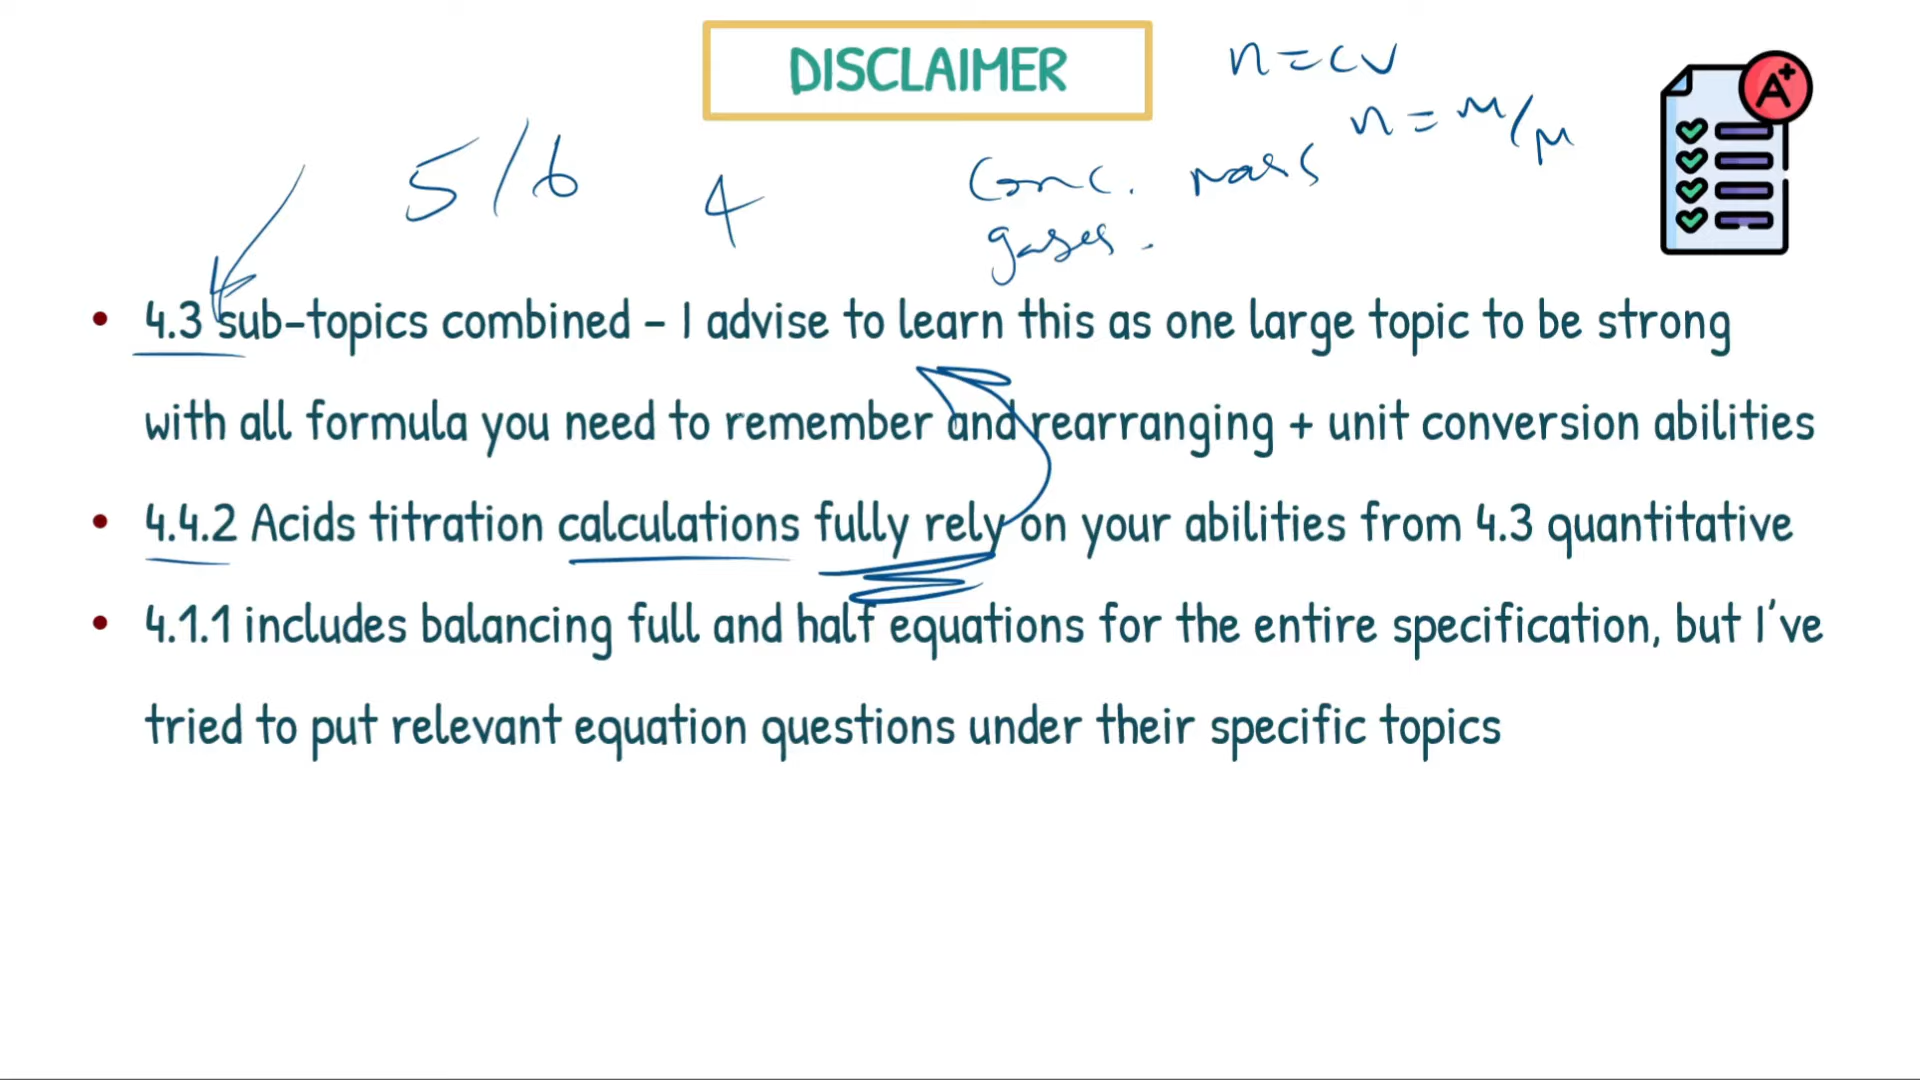 DISCLAIMER
n = cv
n = m/M
5/6
4
Conc. mass
gases.
A+
• 4.3 sub-topics combined – I advise to learn this as one large topic to be strong
with all formula you need to remember and rearranging + unit conversion abilities
• 4.4.2 Acids titration calculations fully rely on your abilities from 4.3 quantitative
• 4.1.1 includes balancing full and half equations for the entire specification, but I've
tried to put relevant equation questions under their specific topics